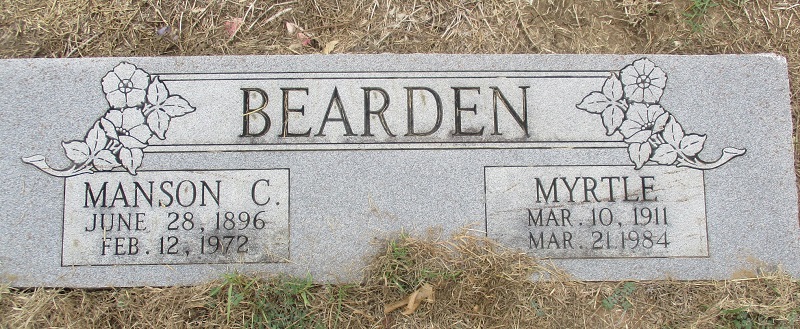 BEARDEN
MANSON C.
JUNE 28, 1896
FEB. 12, 1972
MYRTLE
MAR. 10, 1911
MAR. 21 1984